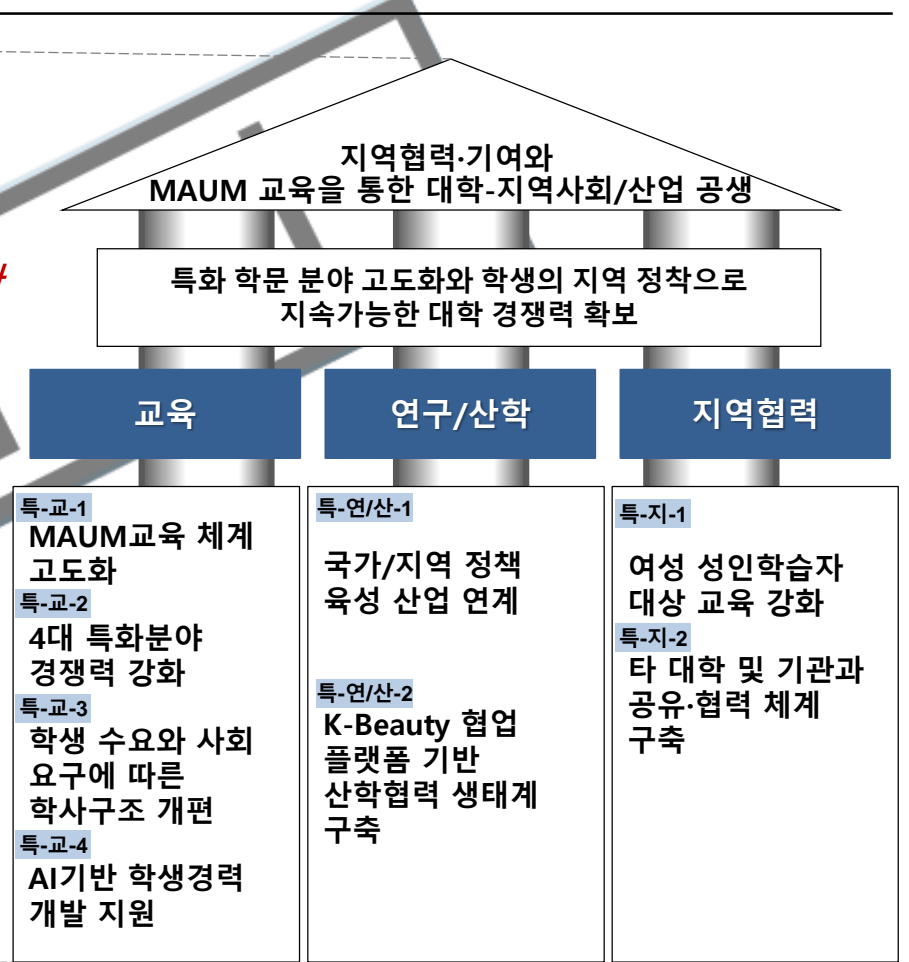 지역협력·기여와
MAUM 교육을 통한 대학-지역사회/산업 공생
특화 학문 분야 고도화와 학생의 지역 정착으로
지속가능한 대학 경쟁력 확보
교육
특-교-1
MAUM교육 체계
고도화
특-교-2
4대 특화분야
경쟁력 강화
특-교-3
학생 수요와 사회
요구에 따른
학사구조 개편
특-교-4
AI기반 학생경력
개발 지원
연구/산학
특-연/산-1
국가/지역 정책
육성 산업 연계
특-연/산-2
K-Beauty 협업
플랫폼 기반
산학협력 생태계
구축
지역협력
특-지-1
여성 성인학습자
대상 교육 강화
특-지-2
타 대학 및 기관과
공유·협력 체계
구축